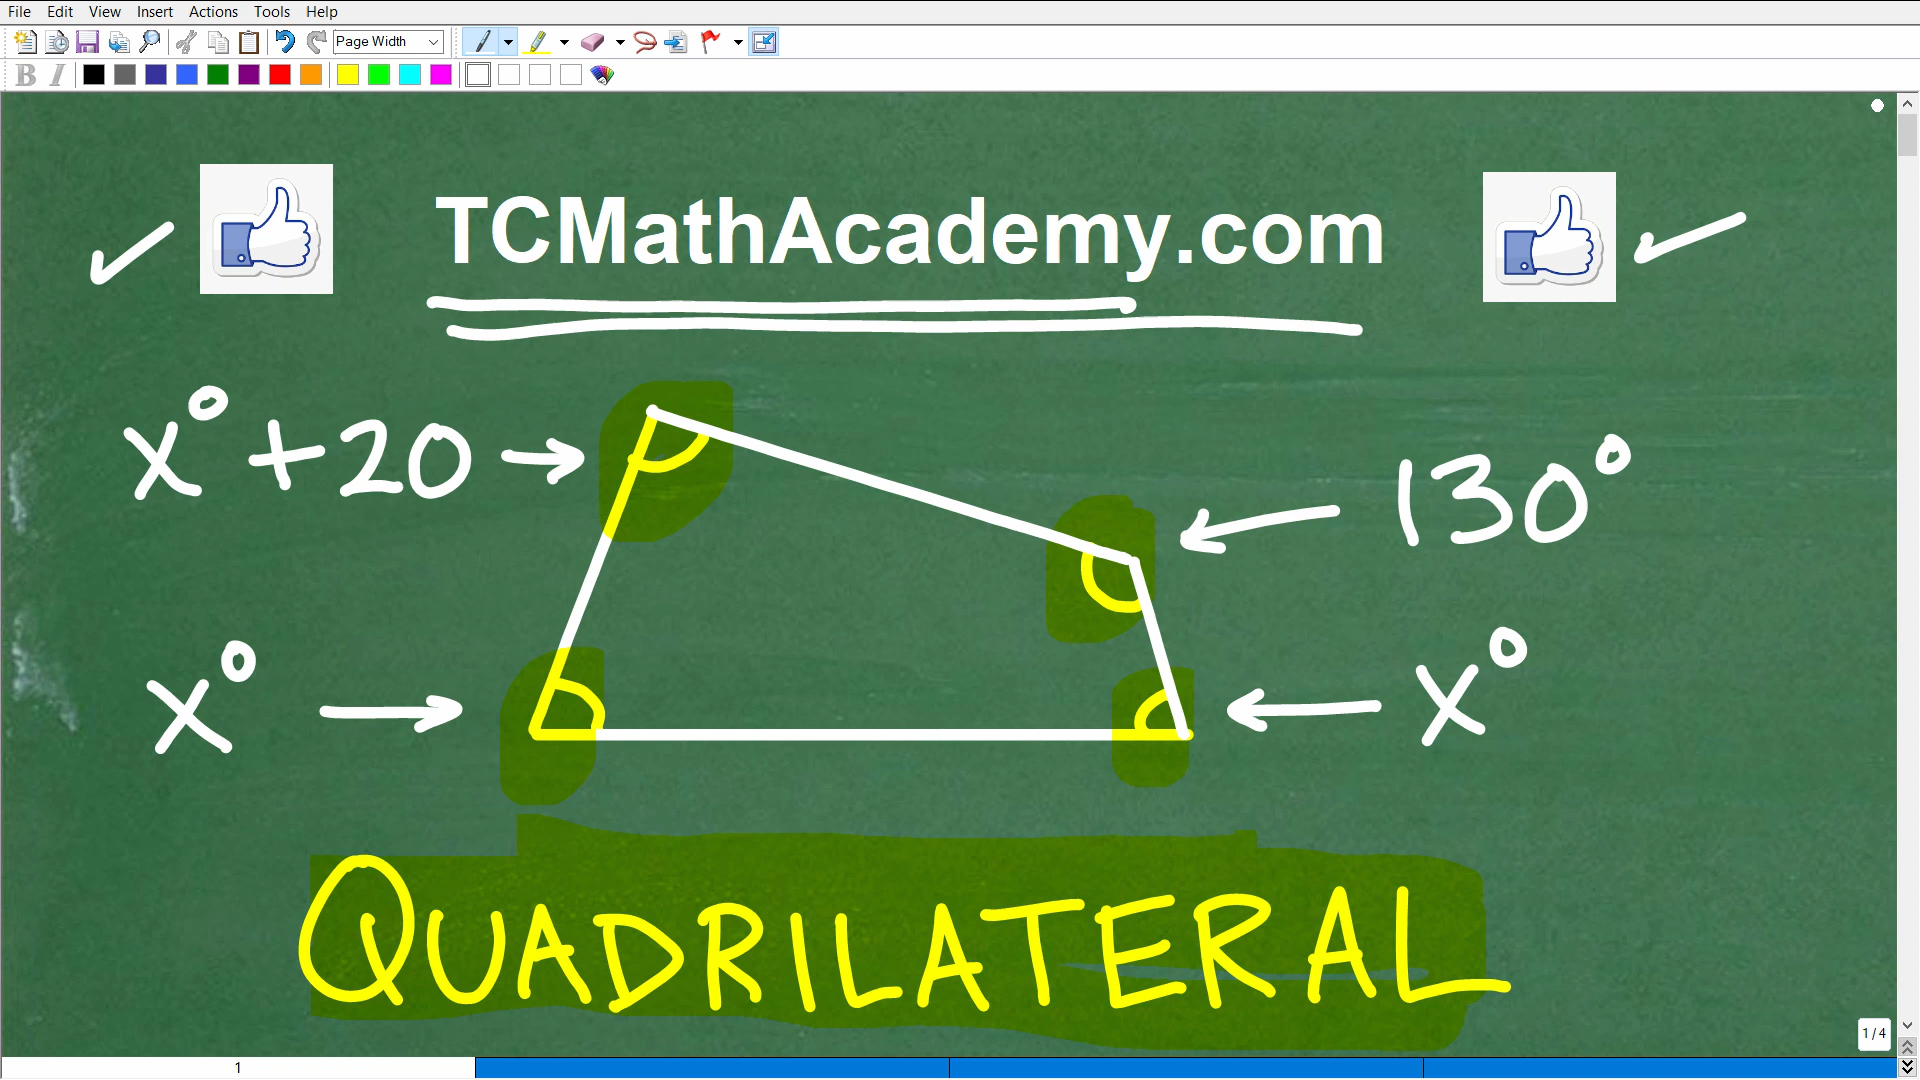 File Edit View Insert Actions Tools Help
Page Width
B I
TCMathAcademy.com
x° + 20 →
← 130°
x° →
← x°
QUADRILATERAL
1 / 4
1